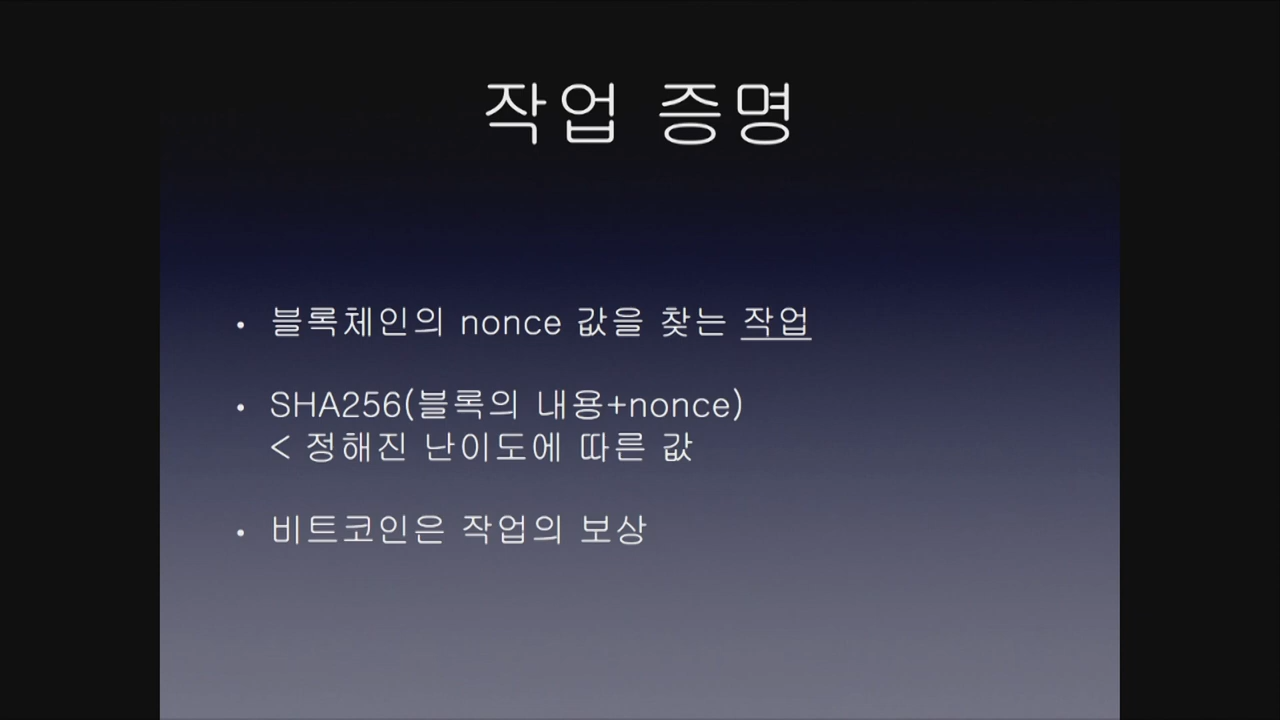 작업 증명
• 블록체인의 nonce 값을 찾는 작업
• SHA256(블록의 내용+nonce)
< 정해진 난이도에 따른 값
• 비트코인은 작업의 보상